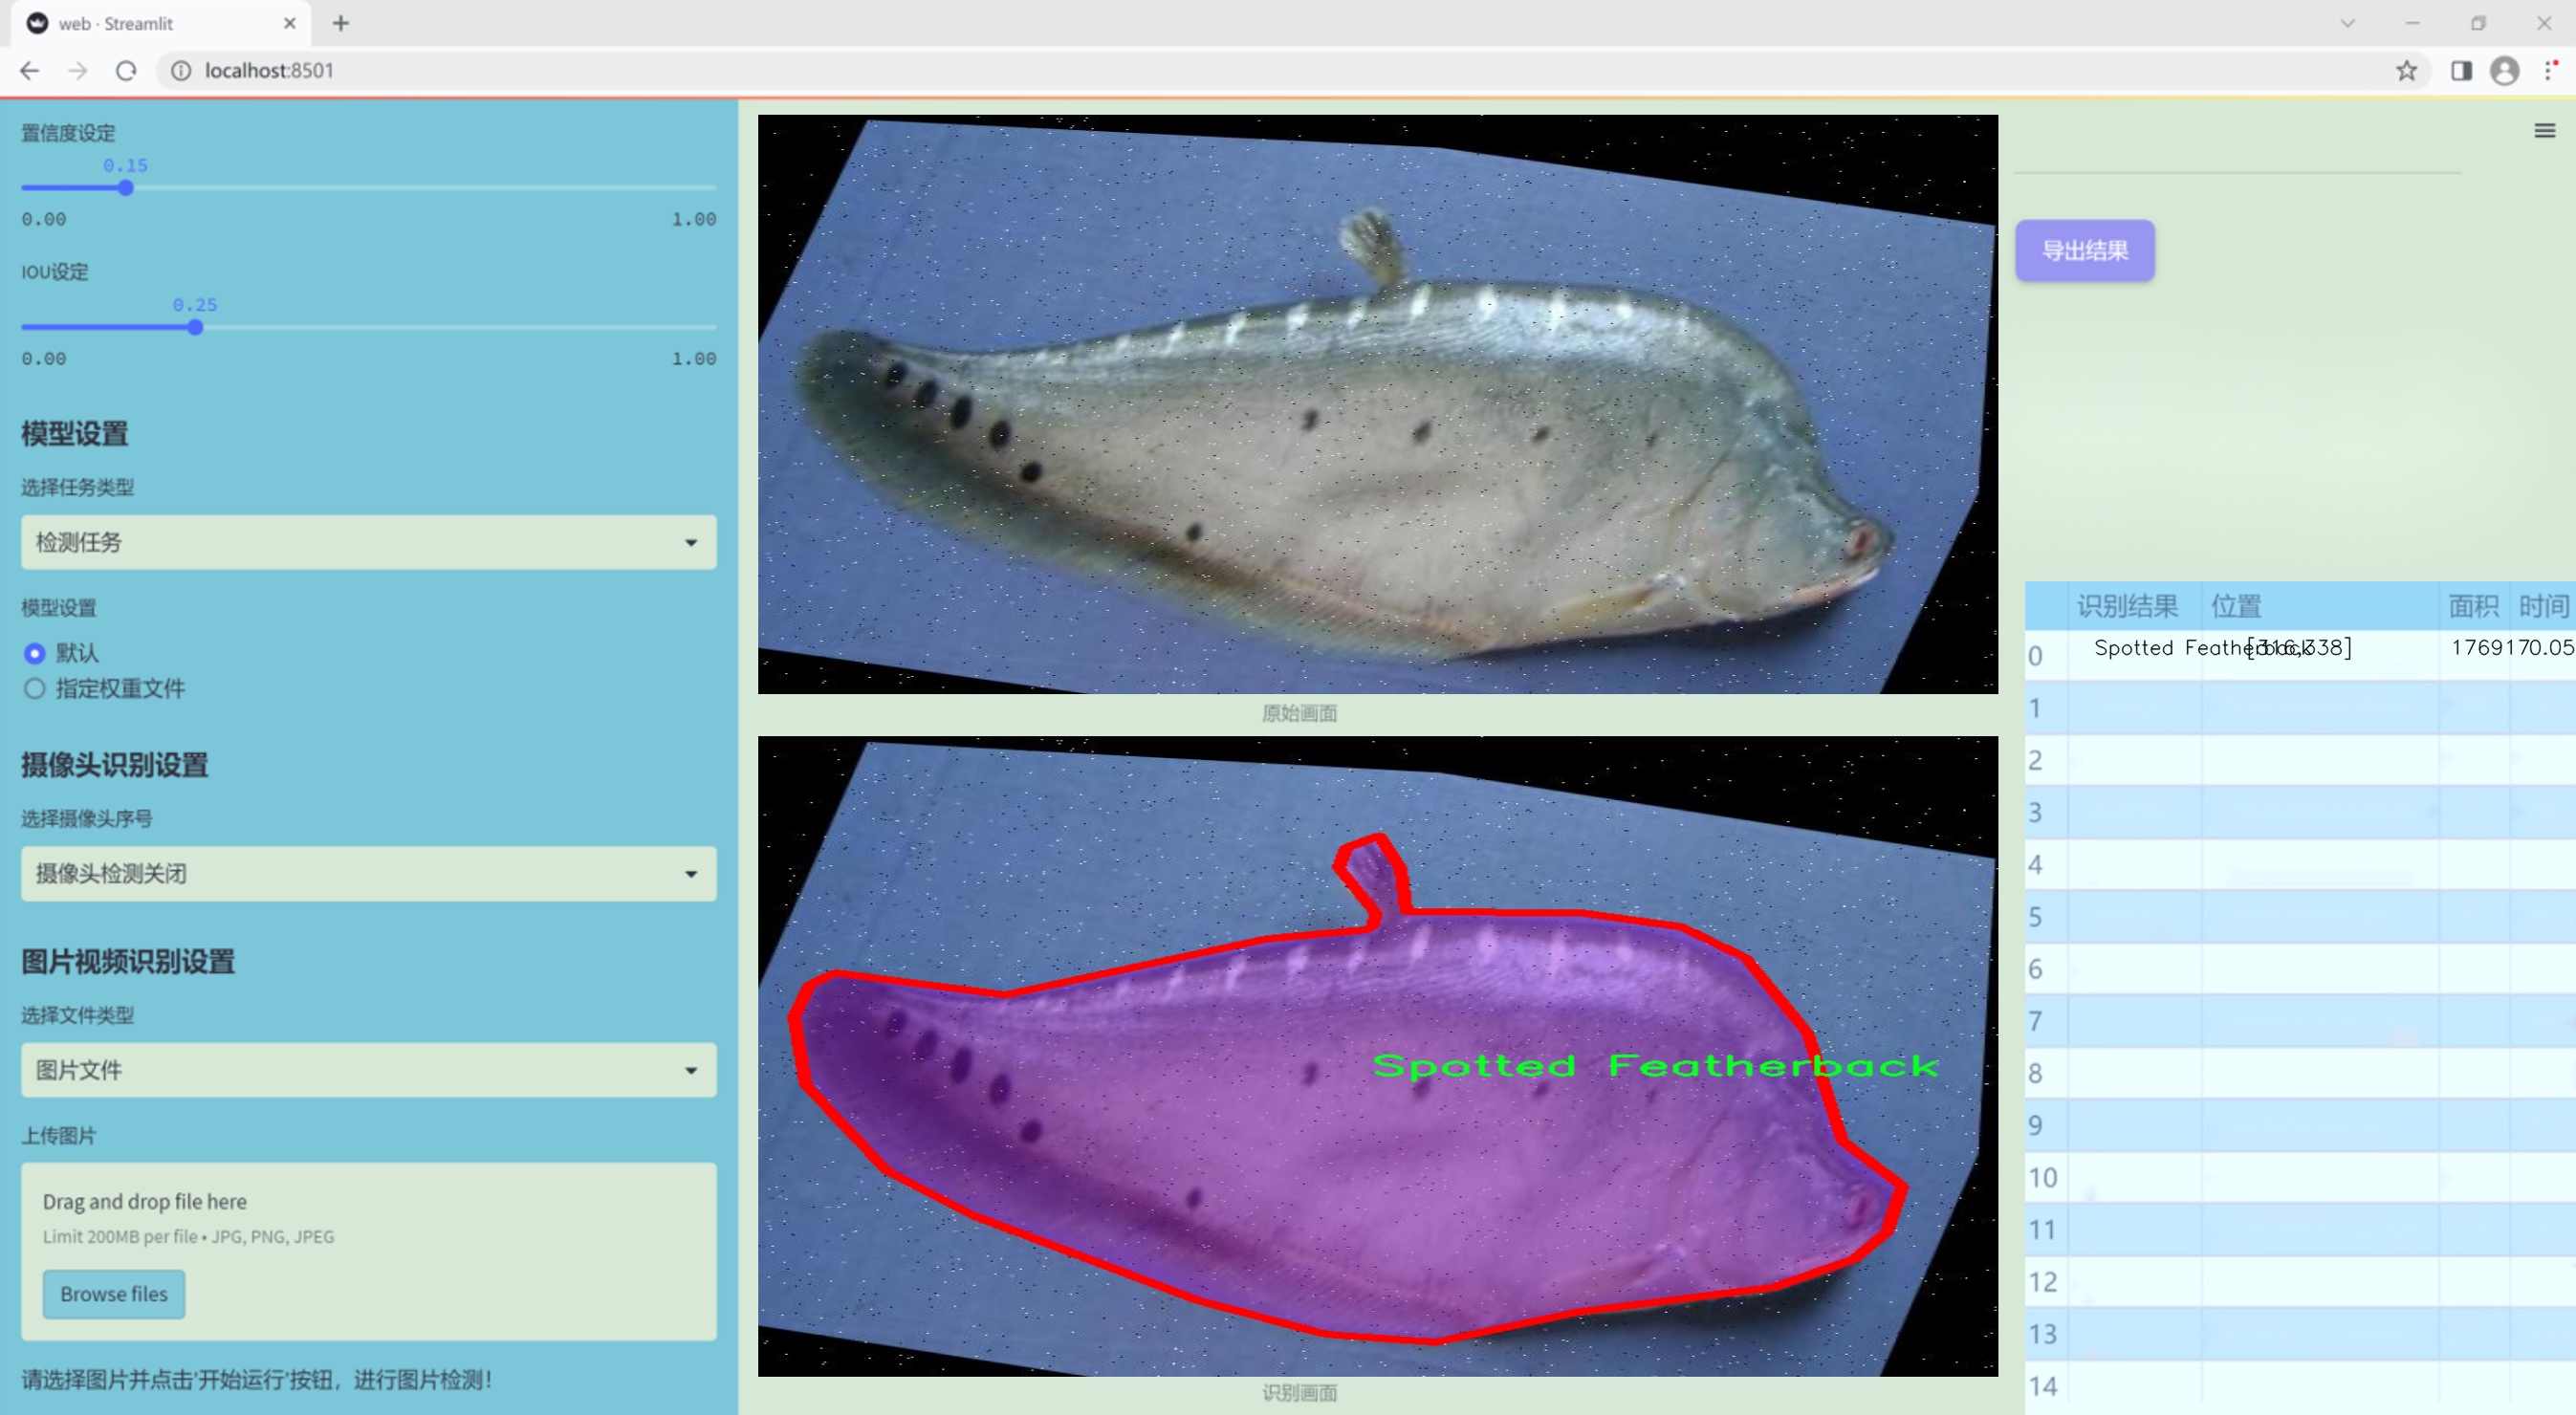 web · Streamlit
localhost:8501
置信度设定
0.15
0.00 1.00
IOU设定
0.25
0.00 1.00
模型设置
选择任务类型
检测任务
模型设置
默认
指定权重文件
摄像头识别设置
选择摄像头序号
摄像头检测关闭
图片视频识别设置
选择文件类型
图片文件
上传图片
Drag and drop file here
Limit 200MB per file • JPG, PNG, JPEG
Browse files
请选择图片并点击'开始运行'按钮，进行图片检测！
原始画面
Spotted Featherback
识别画面
导出结果
识别结果 位置 面积 时间
0 Spotted Featherback [316,338] 1769170.05
1
2
3
4
5
6
7
8
9
10
11
12
13
14